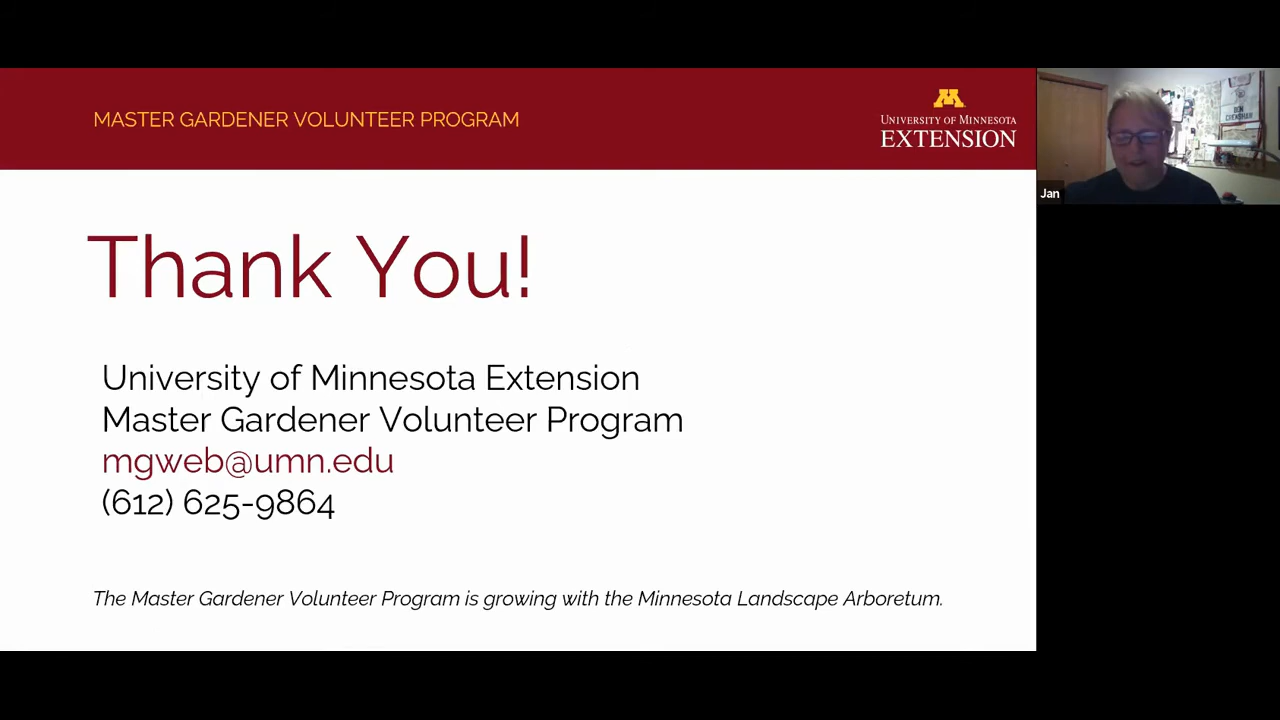 MASTER GARDENER VOLUNTEER PROGRAM
UNIVERSITY OF MINNESOTA
EXTENSION
Jan
Thank You!
University of Minnesota Extension
Master Gardener Volunteer Program
mgweb@umn.edu
(612) 625-9864
The Master Gardener Volunteer Program is growing with the Minnesota Landscape Arboretum.